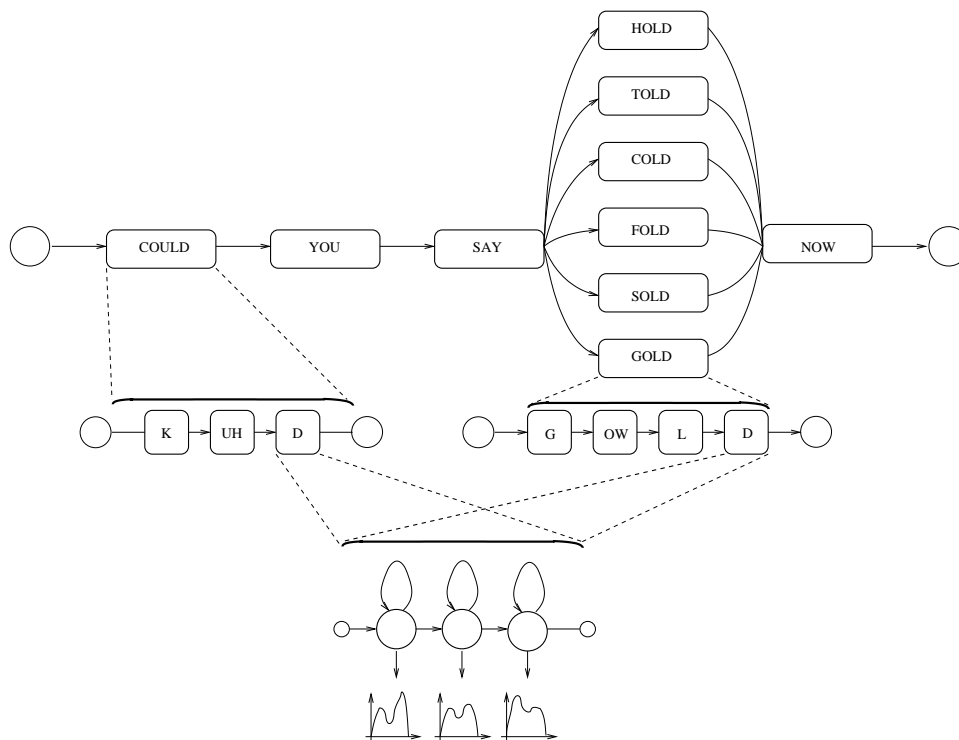 HOLD
TOLD
COLD
COULD YOU SAY FOLD NOW
SOLD
GOLD
K UH D G OW L D